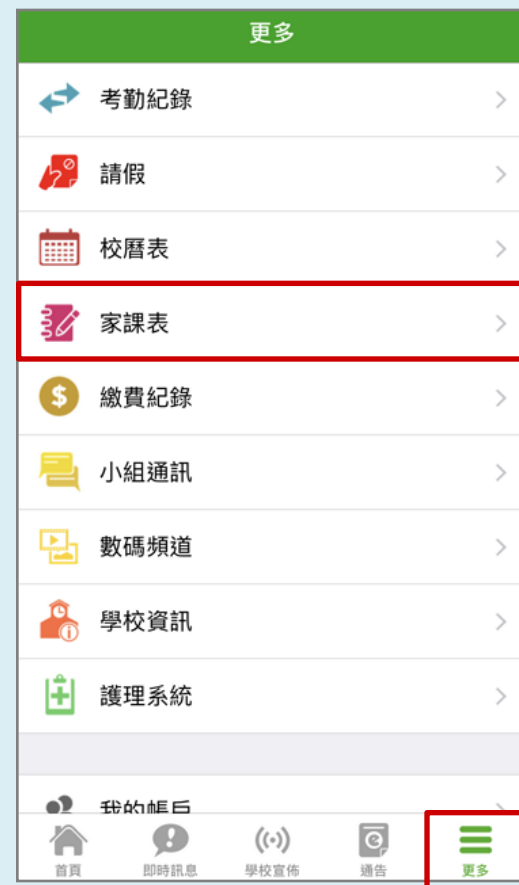 更多
考勤紀錄
請假
校曆表
家課表
繳費紀錄
小組通訊
數碼頻道
學校資訊
護理系統
我的帳戶
首頁
即時訊息
學校宣佈
通告
更多